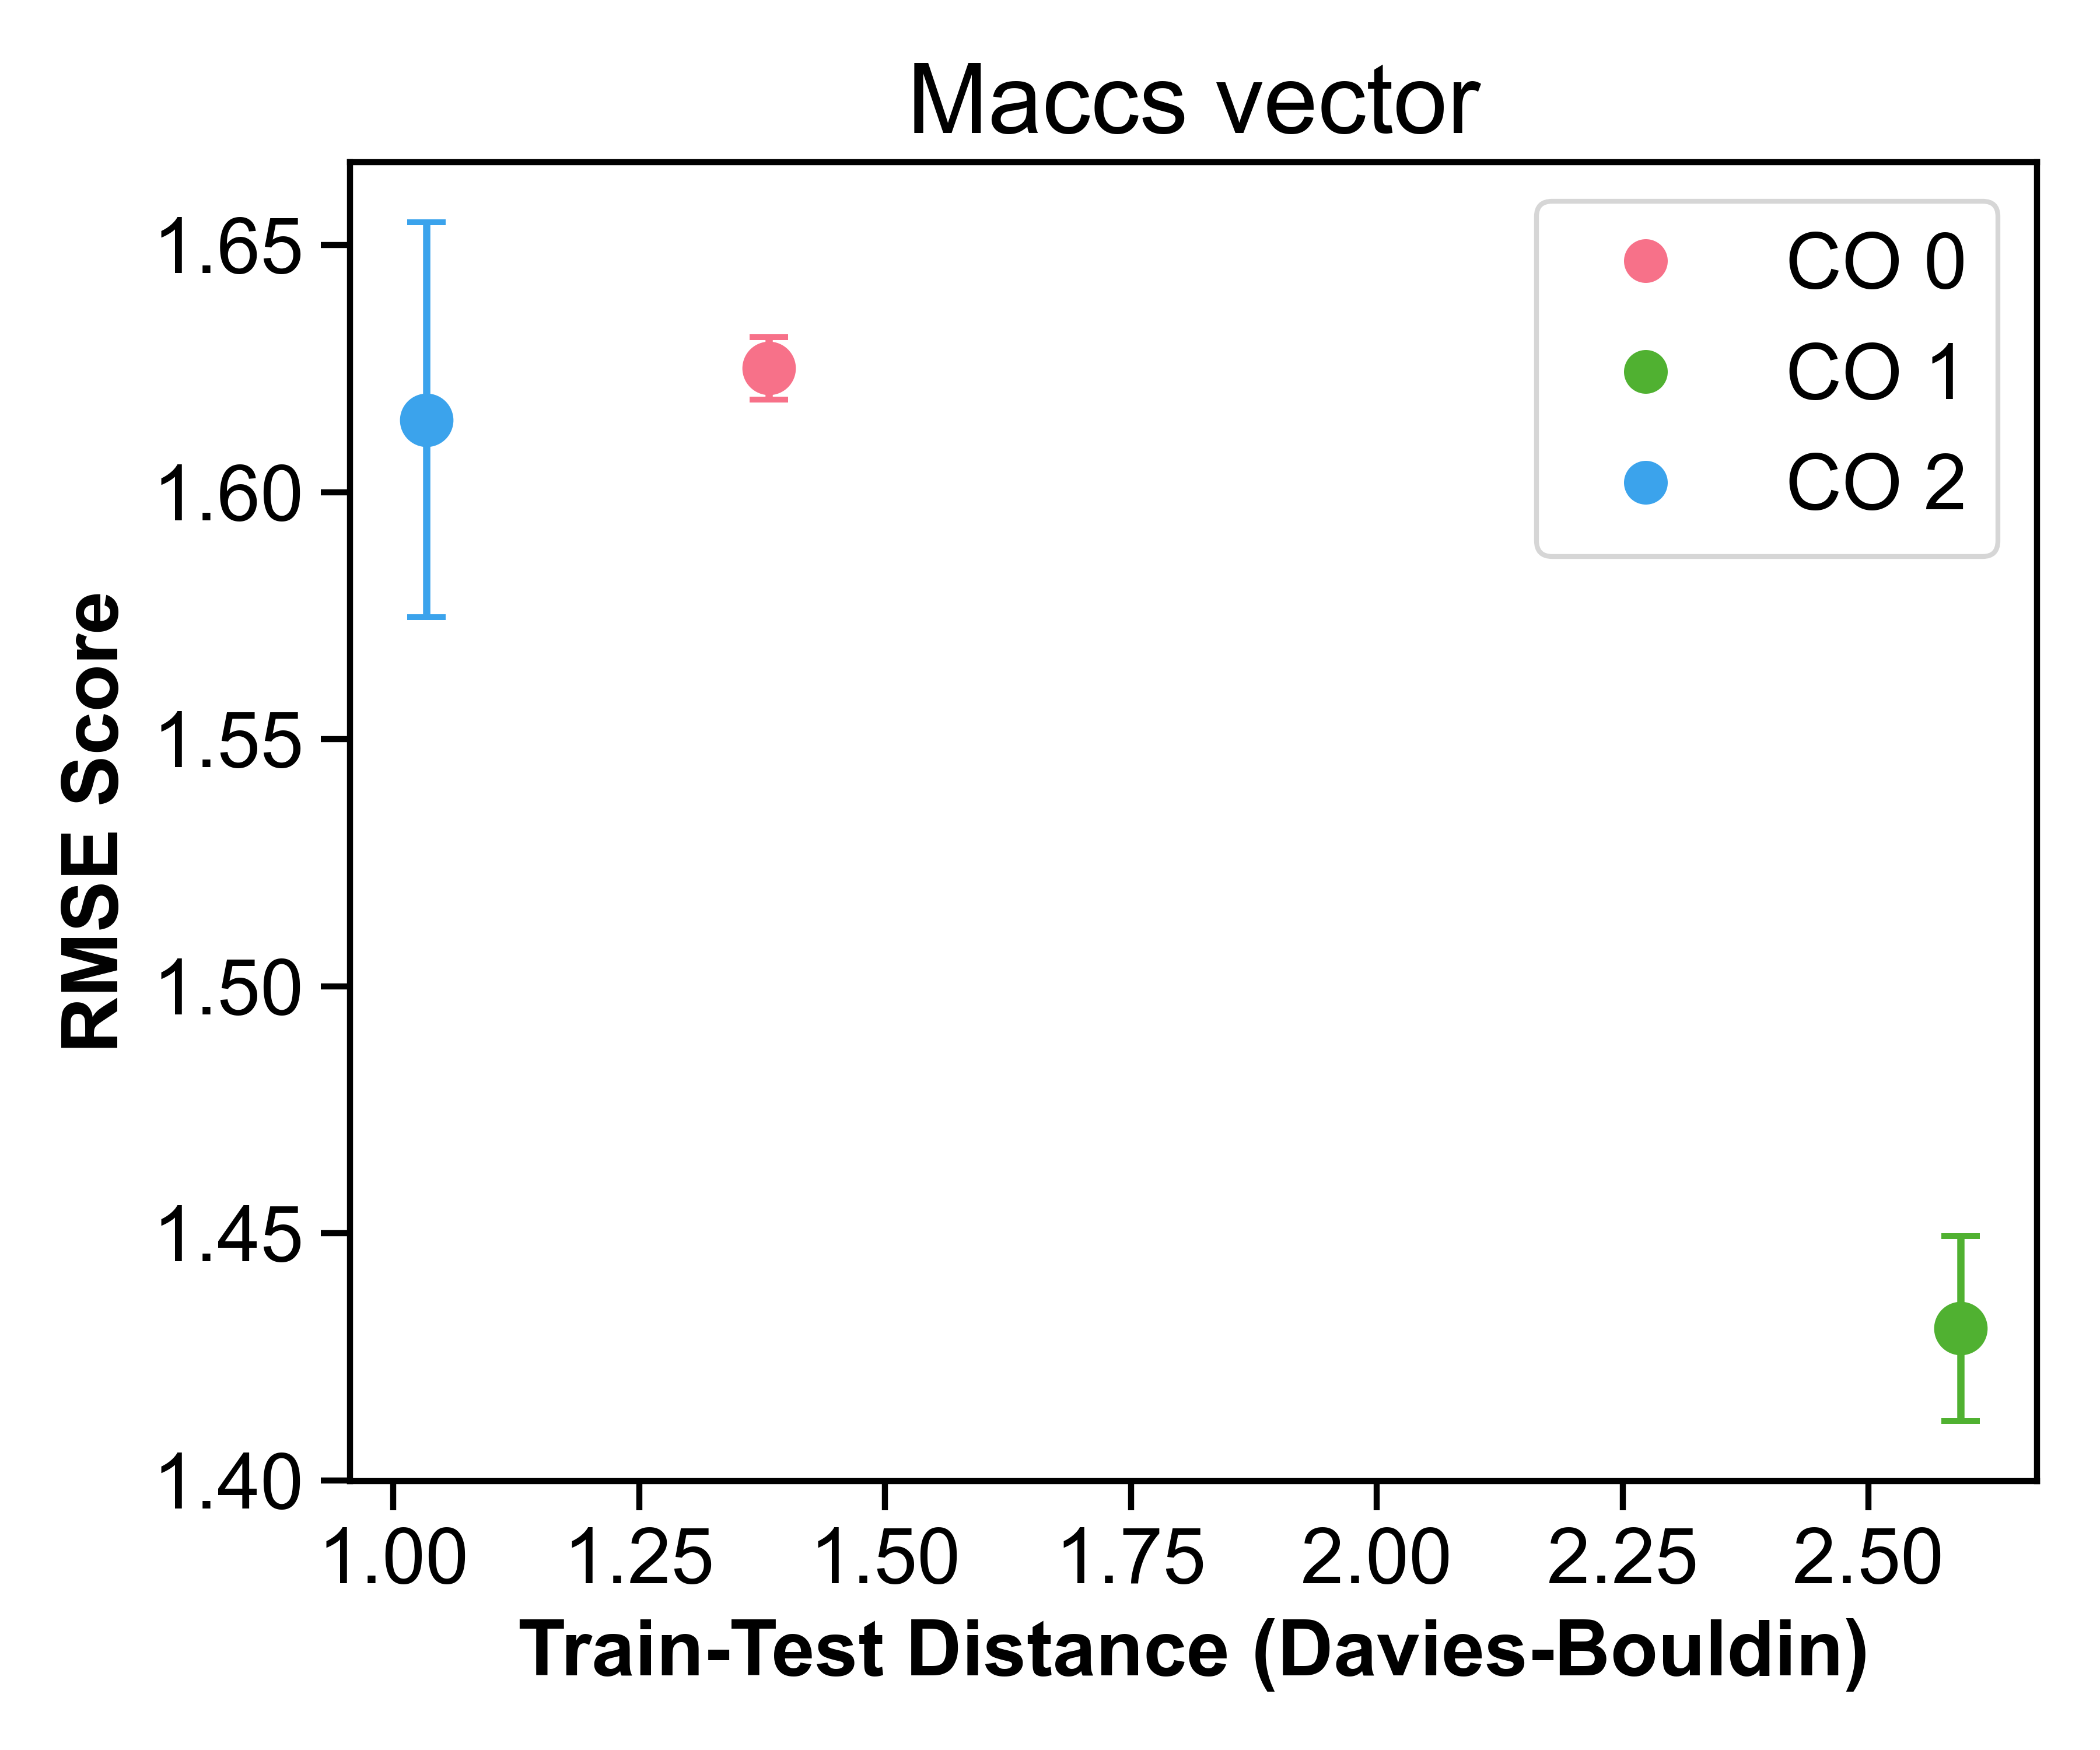 Maccs vector
CO 0
CO 1
CO 2
RMSE Score
1.65
1.60
1.55
1.50
1.45
1.40
1.00 1.25 1.50 1.75 2.00 2.25 2.50
Train-Test Distance (Davies-Bouldin)